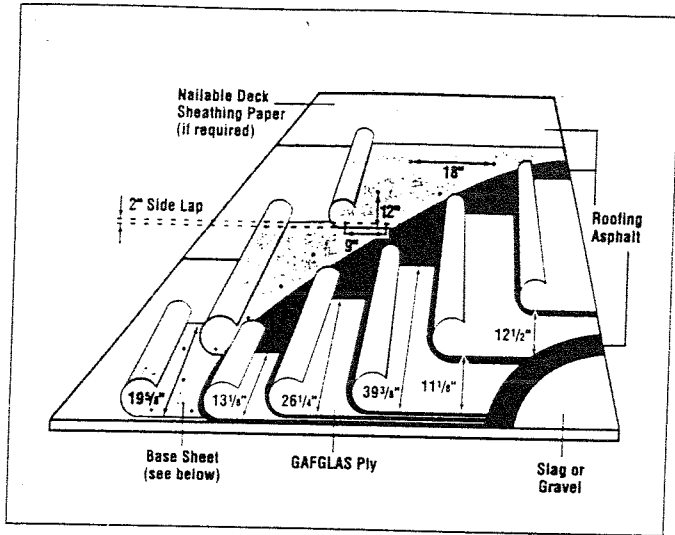 Nailable Deck
Sheathing Paper
(if required)
18"
2" Side Lap
12"
9"
Roofing
Asphalt
12 1/2"
19 5/8"
13 1/8"
26 1/4"
39 3/8"
11 1/8"
Base Sheet
(see below)
GAFGLAS Ply
Slag or
Gravel